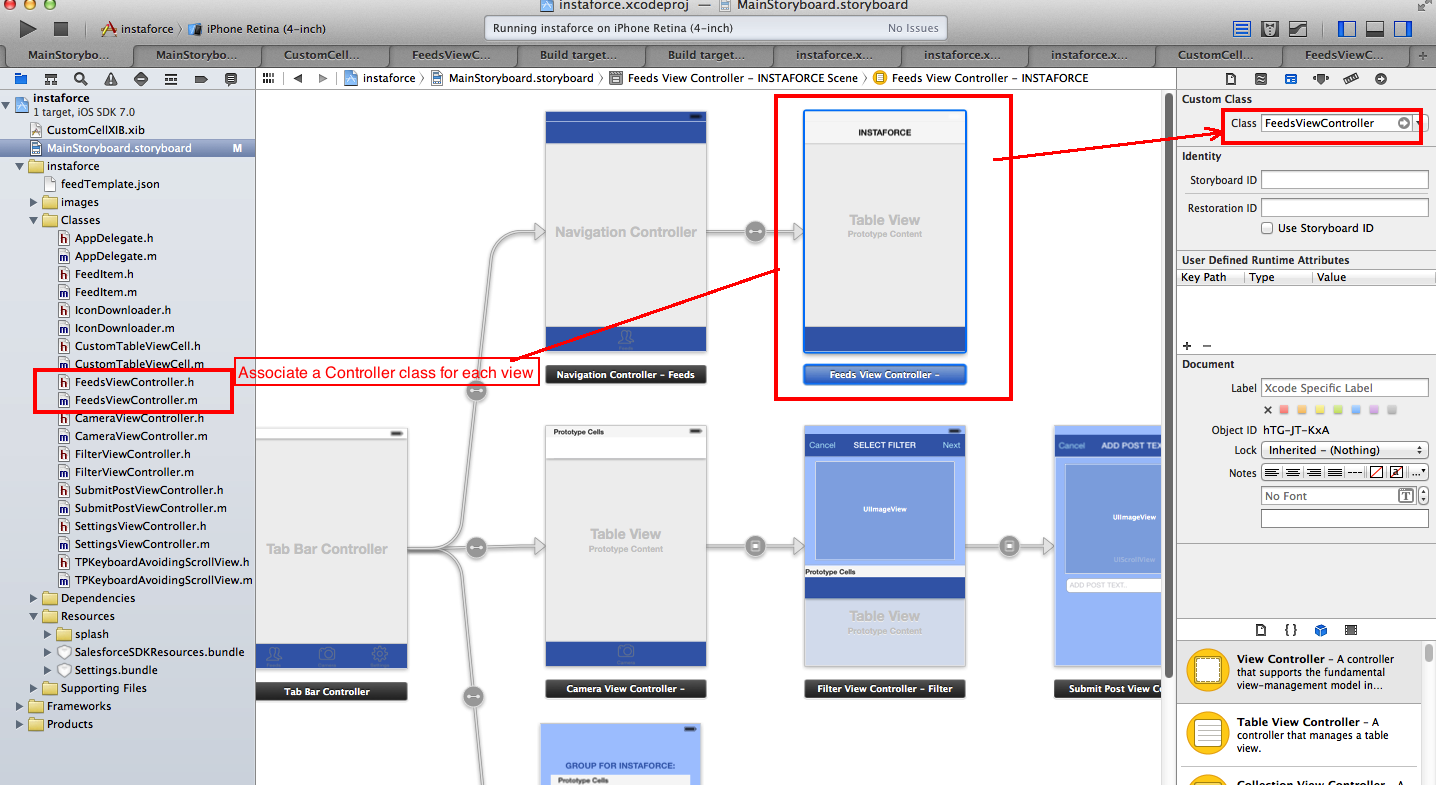 instaforce.xcodeproj — MainStoryboard.storyboard
instaforce 〉 iPhone Retina (4-inch)
Running instaforce on iPhone Retina (4-inch) No Issues
MainStorybo... MainStorybo... CustomCell... FeedsViewC... Build target... Build target... instaforce.x... instaforce.x... instaforce.x... CustomCell... FeedsViewC...
instaforce 〉 MainStoryboard.storyboard 〉 Feeds View Controller – INSTAFORCE Scene 〉 Feeds View Controller – INSTAFORCE
instaforce
1 target, iOS SDK 7.0
CustomCellXIB.xib
MainStoryboard.storyboard M
instaforce
feedTemplate.json
images
Classes
h AppDelegate.h
m AppDelegate.m
h FeedItem.h
m FeedItem.m
h IconDownloader.h
m IconDownloader.m
h CustomTableViewCell.h
m CustomTableViewCell.m
h FeedsViewController.h
m FeedsViewController.m
h CameraViewController.h
m CameraViewController.m
h FilterViewController.h
m FilterViewController.m
h SubmitPostViewController.h
m SubmitPostViewController.m
h SettingsViewController.h
m SettingsViewController.m
h TPKeyboardAvoidingScrollView.h
m TPKeyboardAvoidingScrollView.m
Dependencies
Resources
splash
SalesforceSDKResources.bundle
Settings.bundle
Supporting Files
Frameworks
Products
Associate a Controller class for each view
Navigation Controller
Navigation Controller – Feeds
INSTAFORCE
Table View
Prototype Content
Feeds View Controller –
Tab Bar Controller
Tab Bar Controller
Prototype Cells
Table View
Prototype Content
Camera View Controller –
Cancel SELECT FILTER Next
UIImageView
Prototype Cells
Table View
Prototype Content
Filter View Controller – Filter
Cancel ADD POST TEX
UIImageView
UIScrollView
ADD POST TEXT..
Submit Post View Co
GROUP FOR INSTAFORCE:
Prototype Cells
Custom Class
Class FeedsViewController
Identity
Storyboard ID
Restoration ID
Use Storyboard ID
User Defined Runtime Attributes
Key Path Type Value
+ −
Document
Label Xcode Specific Label
Object ID hTG-JT-KxA
Lock Inherited – (Nothing)
Notes
No Font T
View Controller – A controller
that supports the fundamental
view-management model in...
Table View Controller – A
controller that manages a table
view.
Collection View Controller – A